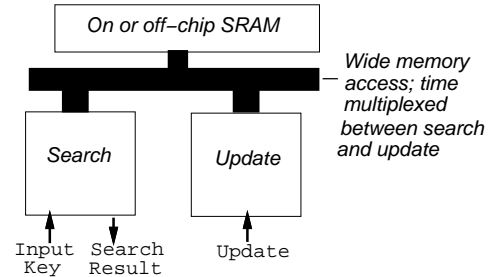 On or off−chip SRAM
Wide memory
access; time
multiplexed
between search
and update
Search
Update
Input
Key
Search
Result
Update